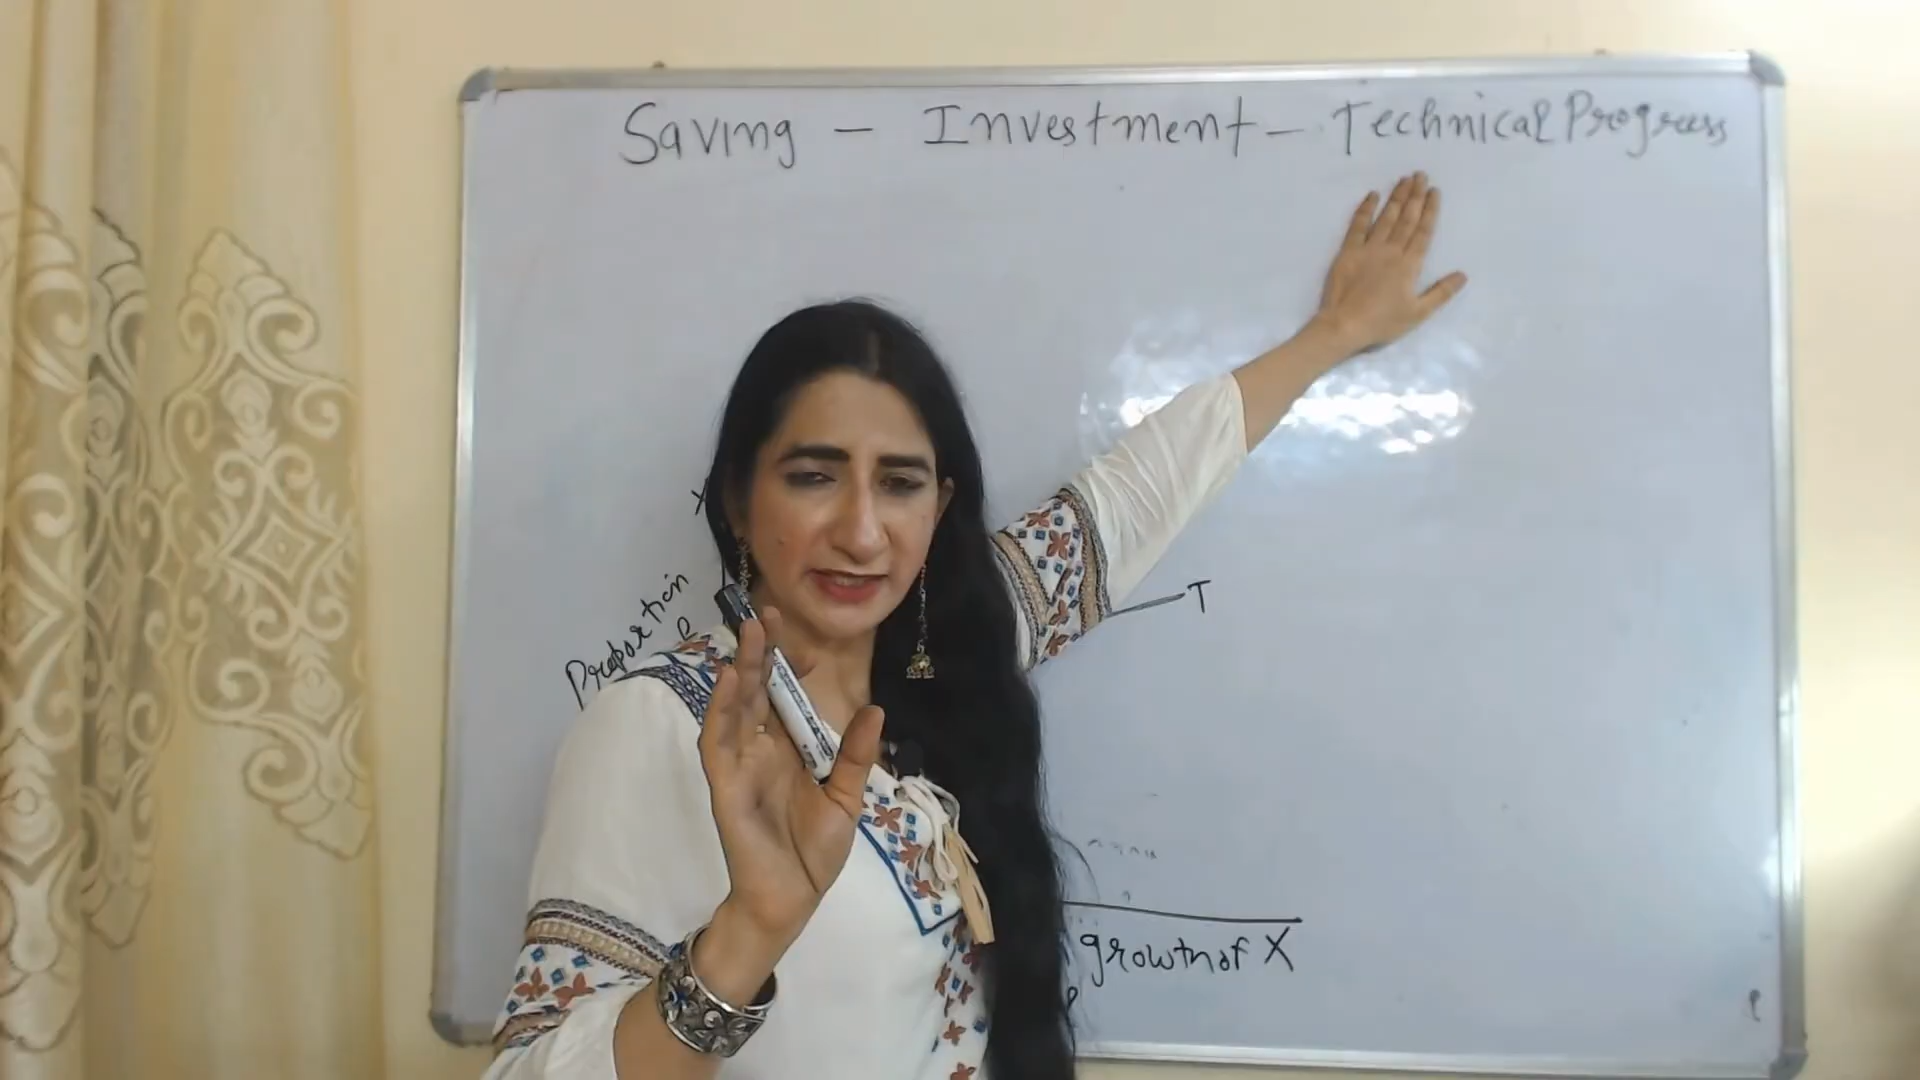 Saving - Investment - Technical Progress
X
Proportion
T
growth of X